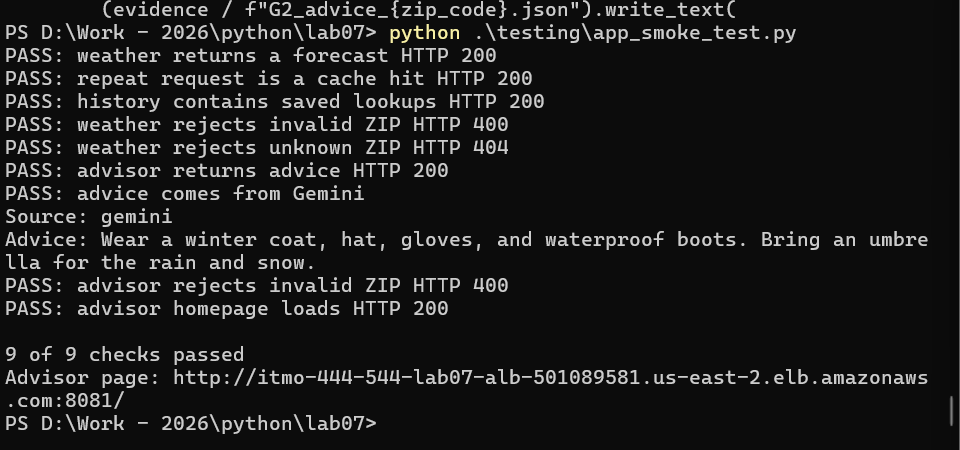 (evidence / f"G2_advice_{zip_code}.json").write_text(
PS D:\Work - 2026\python\lab07> python .\testing\app_smoke_test.py
PASS: weather returns a forecast HTTP 200
PASS: repeat request is a cache hit HTTP 200
PASS: history contains saved lookups HTTP 200
PASS: weather rejects invalid ZIP HTTP 400
PASS: weather rejects unknown ZIP HTTP 404
PASS: advisor returns advice HTTP 200
PASS: advice comes from Gemini
Source: gemini
Advice: Wear a winter coat, hat, gloves, and waterproof boots. Bring an umbre
lla for the rain and snow.
PASS: advisor rejects invalid ZIP HTTP 400
PASS: advisor homepage loads HTTP 200
9 of 9 checks passed
Advisor page: http://itmo-444-544-lab07-alb-501089581.us-east-2.elb.amazonaws
.com:8081/
PS D:\Work - 2026\python\lab07>